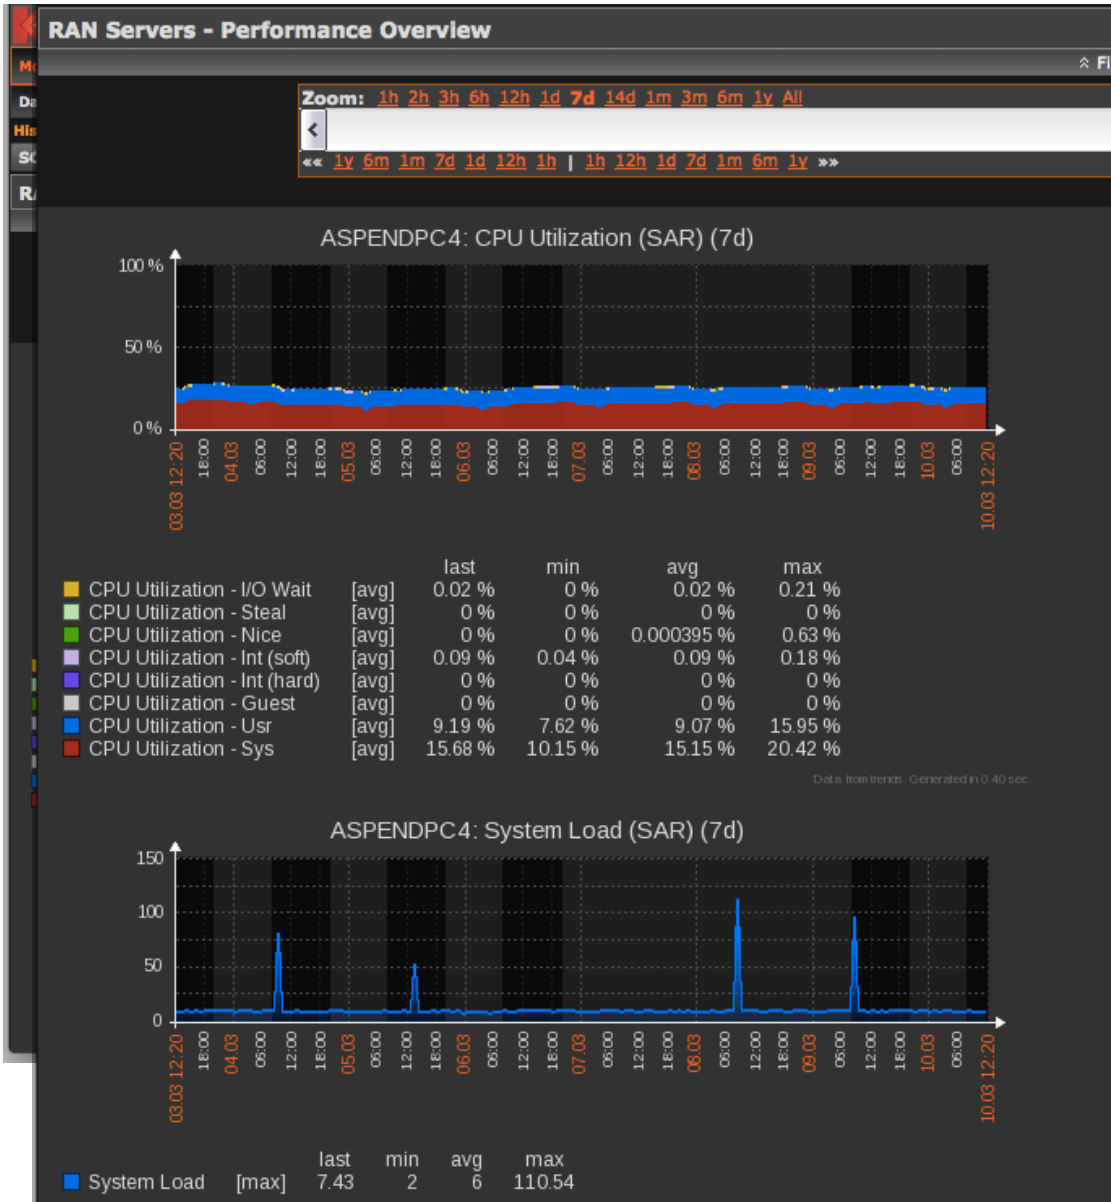 RAN Servers - Performance Overview
Mo
Fi
Da
Zoom: 1h 2h 3h 6h 12h 1d 7d 14d 1m 3m 6m 1y All
His
<
SC
«« 1y 6m 1m 7d 1d 12h 1h | 1h 12h 1d 7d 1m 6m 1y »»
RA
ASPENDPC4: CPU Utilization (SAR) (7d)
100 %
50 %
0 %
03.03 12:20 18:00 04.03 06:00 12:00 18:00 05.03 06:00 12:00 18:00 06.03 06:00 12:00 18:00 07.03 06:00 12:00 18:00 08.03 06:00 12:00 18:00 09.03 06:00 12:00 18:00 10.03 06:00 10.03 12:20
last min avg max
CPU Utilization - I/O Wait [avg] 0.02 % 0 % 0.02 % 0.21 %
CPU Utilization - Steal [avg] 0 % 0 % 0 % 0 %
CPU Utilization - Nice [avg] 0 % 0 % 0.000395 % 0.63 %
CPU Utilization - Int (soft) [avg] 0.09 % 0.04 % 0.09 % 0.18 %
CPU Utilization - Int (hard) [avg] 0 % 0 % 0 % 0 %
CPU Utilization - Guest [avg] 0 % 0 % 0 % 0 %
CPU Utilization - Usr [avg] 9.19 % 7.62 % 9.07 % 15.95 %
CPU Utilization - Sys [avg] 15.68 % 10.15 % 15.15 % 20.42 %
Data from trends. Generated in 0.40 sec.
ASPENDPC4: System Load (SAR) (7d)
150
100
50
0
03.03 12:20 18:00 04.03 06:00 12:00 18:00 05.03 06:00 12:00 18:00 06.03 06:00 12:00 18:00 07.03 06:00 12:00 18:00 08.03 06:00 12:00 18:00 09.03 06:00 12:00 18:00 10.03 06:00 10.03 12:20
last min avg max
System Load [max] 7.43 2 6 110.54